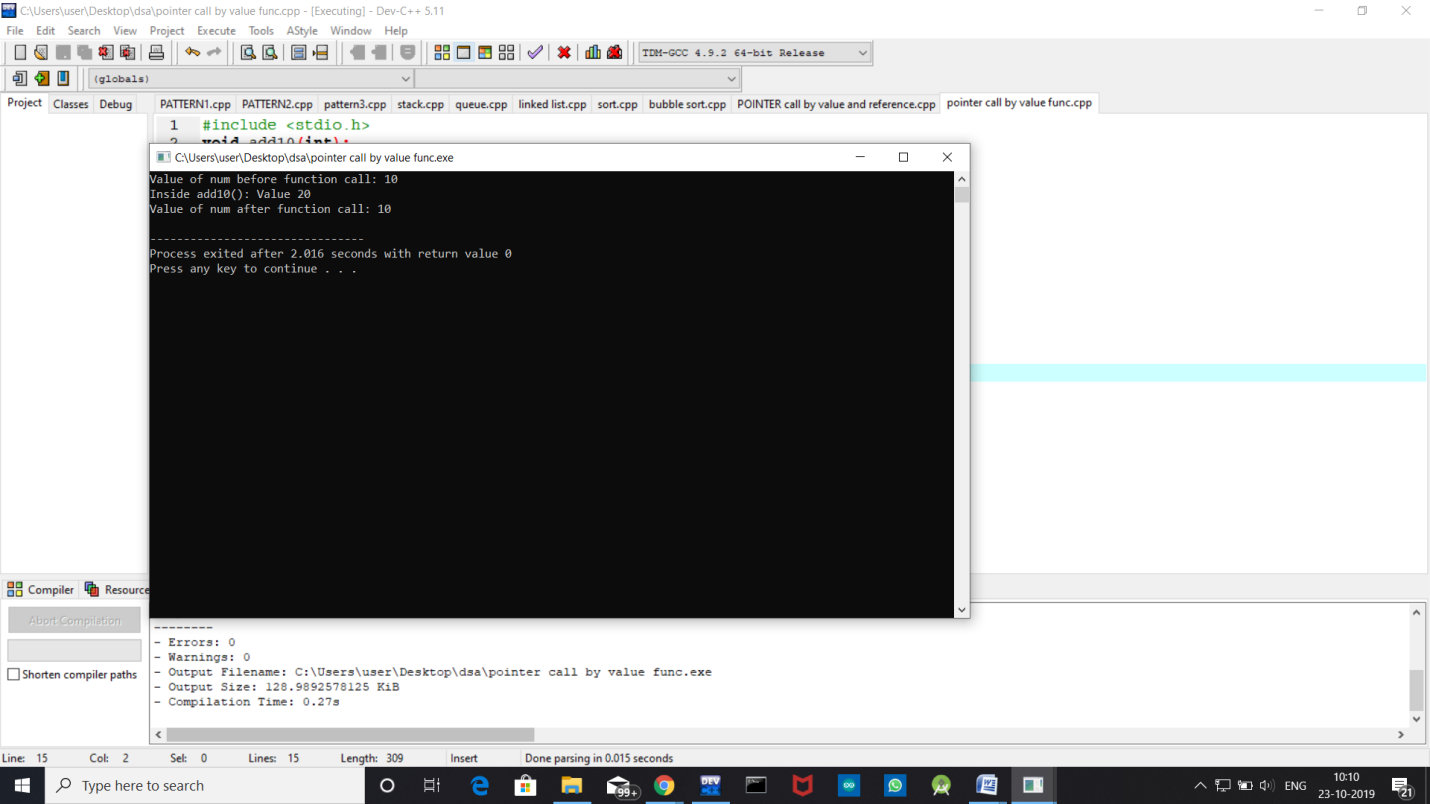 C:\Users\user\Desktop\dsa\pointer call by value func.cpp - [Executing] - Dev-C++ 5.11
File Edit Search View Project Execute Tools AStyle Window Help
TDM-GCC 4.9.2 64-bit Release
(globals)
Project Classes Debug PATTERN1.cpp PATTERN2.cpp pattern3.cpp stack.cpp queue.cpp linked list.cpp sort.cpp bubble sort.cpp POINTER call by value and reference.cpp pointer call by value func.cpp
1 #include <stdio.h>
2 void add10(int);
C:\Users\user\Desktop\dsa\pointer call by value func.exe
Value of num before function call: 10
Inside add10(): Value 20
Value of num after function call: 10
--------------------------------
Process exited after 2.016 seconds with return value 0
Press any key to continue . . .
Compiler Resource
Abort Compilation
--------
- Errors: 0
- Warnings: 0
Shorten compiler paths
- Output Filename: C:\Users\user\Desktop\dsa\pointer call by value func.exe
- Output Size: 128.9892578125 KiB
- Compilation Time: 0.27s
Line: 15 Col: 2 Sel: 0 Lines: 15 Length: 309 Insert Done parsing in 0.015 seconds
Type here to search
99+
DEV
ENG
10:10
23-10-2019
21